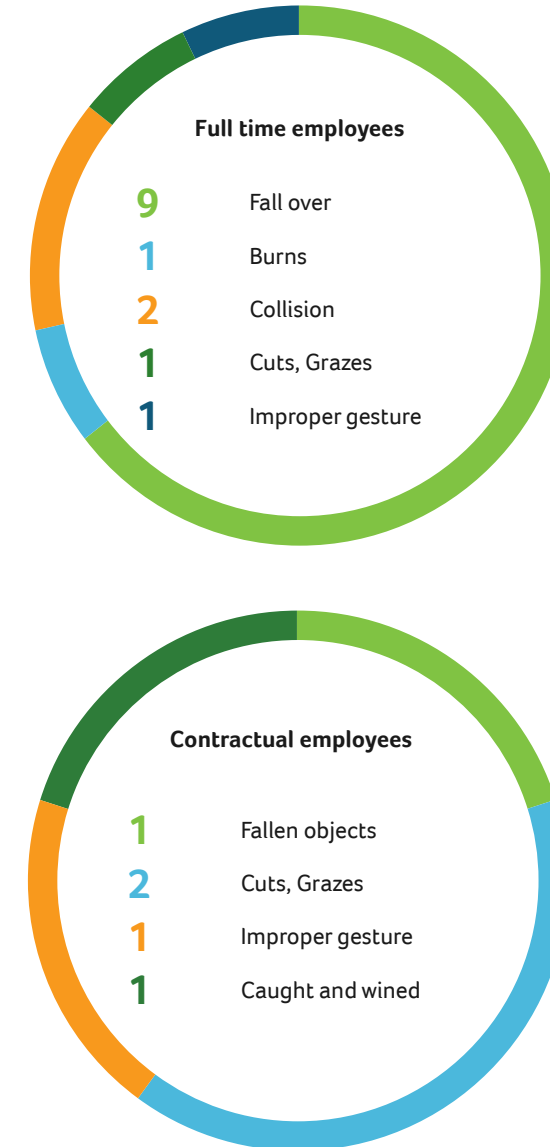 Full time employees
9 Fall over
1 Burns
2 Collision
1 Cuts, Grazes
1 Improper gesture
Contractual employees
1 Fallen objects
2 Cuts, Grazes
1 Improper gesture
1 Caught and wined